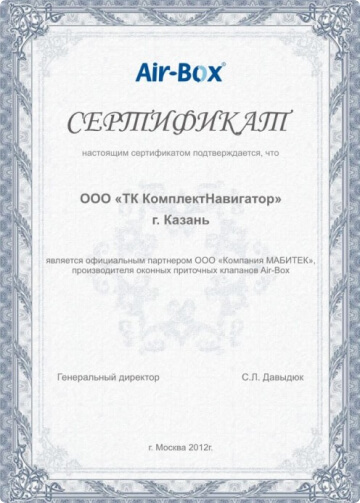 Air-Box®
СЕРТИФИКАТ
настоящим сертификатом подтверждается, что
ООО «ТК КомплектНавигатор»
г. Казань
является официальным партнером ООО «Компания МАБИТЕК»,
производителя оконных приточных клапанов Air-Box
Генеральный директор С.Л. Давыдюк
г. Москва 2012г.